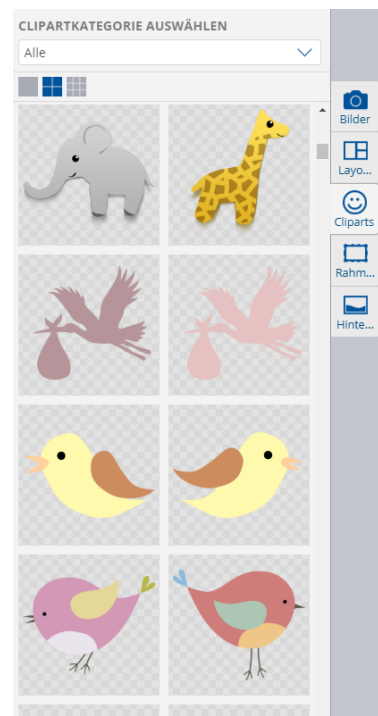 CLIPARTKATEGORIE AUSWÄHLEN
Alle
Bilder
Layo...
Cliparts
Rahm...
Hinte...